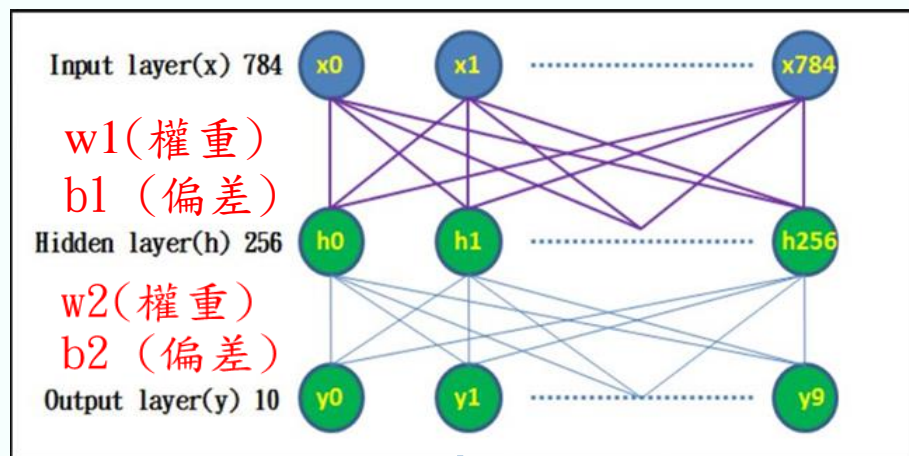 Input layer(x) 784 x0 x1 x784
w1(權重)
b1 (偏差)
Hidden layer(h) 256 h0 h1 h256
w2(權重)
b2 (偏差)
Output layer(y) 10 y0 y1 y9